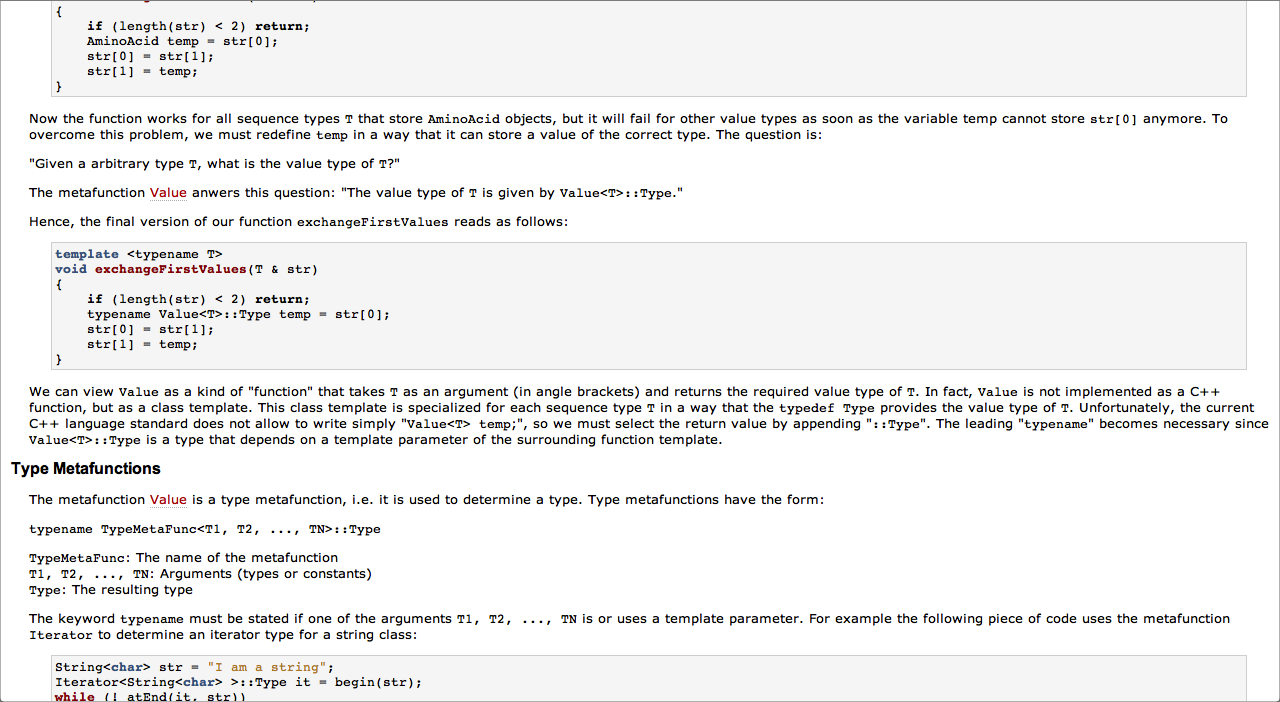 {
if (length(str) < 2) return;
AminoAcid temp = str[0];
str[0] = str[1];
str[1] = temp;
}
Now the function works for all sequence types T that store AminoAcid objects, but it will fail for other value types as soon as the variable temp cannot store str[0] anymore. To
overcome this problem, we must redefine temp in a way that it can store a value of the correct type. The question is:
"Given a arbitrary type T, what is the value type of T?"
The metafunction Value anwers this question: "The value type of T is given by Value<T>::Type."
Hence, the final version of our function exchangeFirstValues reads as follows:
template <typename T>
void exchangeFirstValues(T & str)
{
if (length(str) < 2) return;
typename Value<T>::Type temp = str[0];
str[0] = str[1];
str[1] = temp;
}
We can view Value as a kind of "function" that takes T as an argument (in angle brackets) and returns the required value type of T. In fact, Value is not implemented as a C++
function, but as a class template. This class template is specialized for each sequence type T in a way that the typedef Type provides the value type of T. Unfortunately, the current
C++ language standard does not allow to write simply "Value<T> temp;", so we must select the return value by appending "::Type". The leading "typename" becomes necessary since
Value<T>::Type is a type that depends on a template parameter of the surrounding function template.
Type Metafunctions
The metafunction Value is a type metafunction, i.e. it is used to determine a type. Type metafunctions have the form:
typename TypeMetaFunc<T1, T2, ..., TN>::Type
TypeMetaFunc: The name of the metafunction
T1, T2, ..., TN: Arguments (types or constants)
Type: The resulting type
The keyword typename must be stated if one of the arguments T1, T2, ..., TN is or uses a template parameter. For example the following piece of code uses the metafunction
Iterator to determine an iterator type for a string class:
String<char> str = "I am a string";
Iterator<String<char> >::Type it = begin(str);
while (! atEnd(it, str))